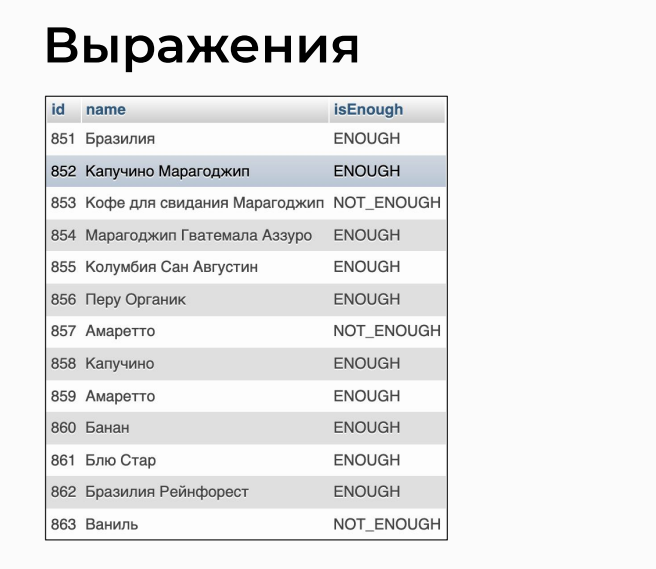 Выражения
id name isEnough
851 Бразилия ENOUGH
852 Капучино Марагоджип ENOUGH
853 Кофе для свидания Марагоджип NOT_ENOUGH
854 Марагоджип Гватемала Аззуро ENOUGH
855 Колумбия Сан Августин ENOUGH
856 Перу Органик ENOUGH
857 Амаретто NOT_ENOUGH
858 Капучино ENOUGH
859 Амаретто ENOUGH
860 Банан ENOUGH
861 Блю Стар ENOUGH
862 Бразилия Рейнфорест ENOUGH
863 Ваниль NOT_ENOUGH